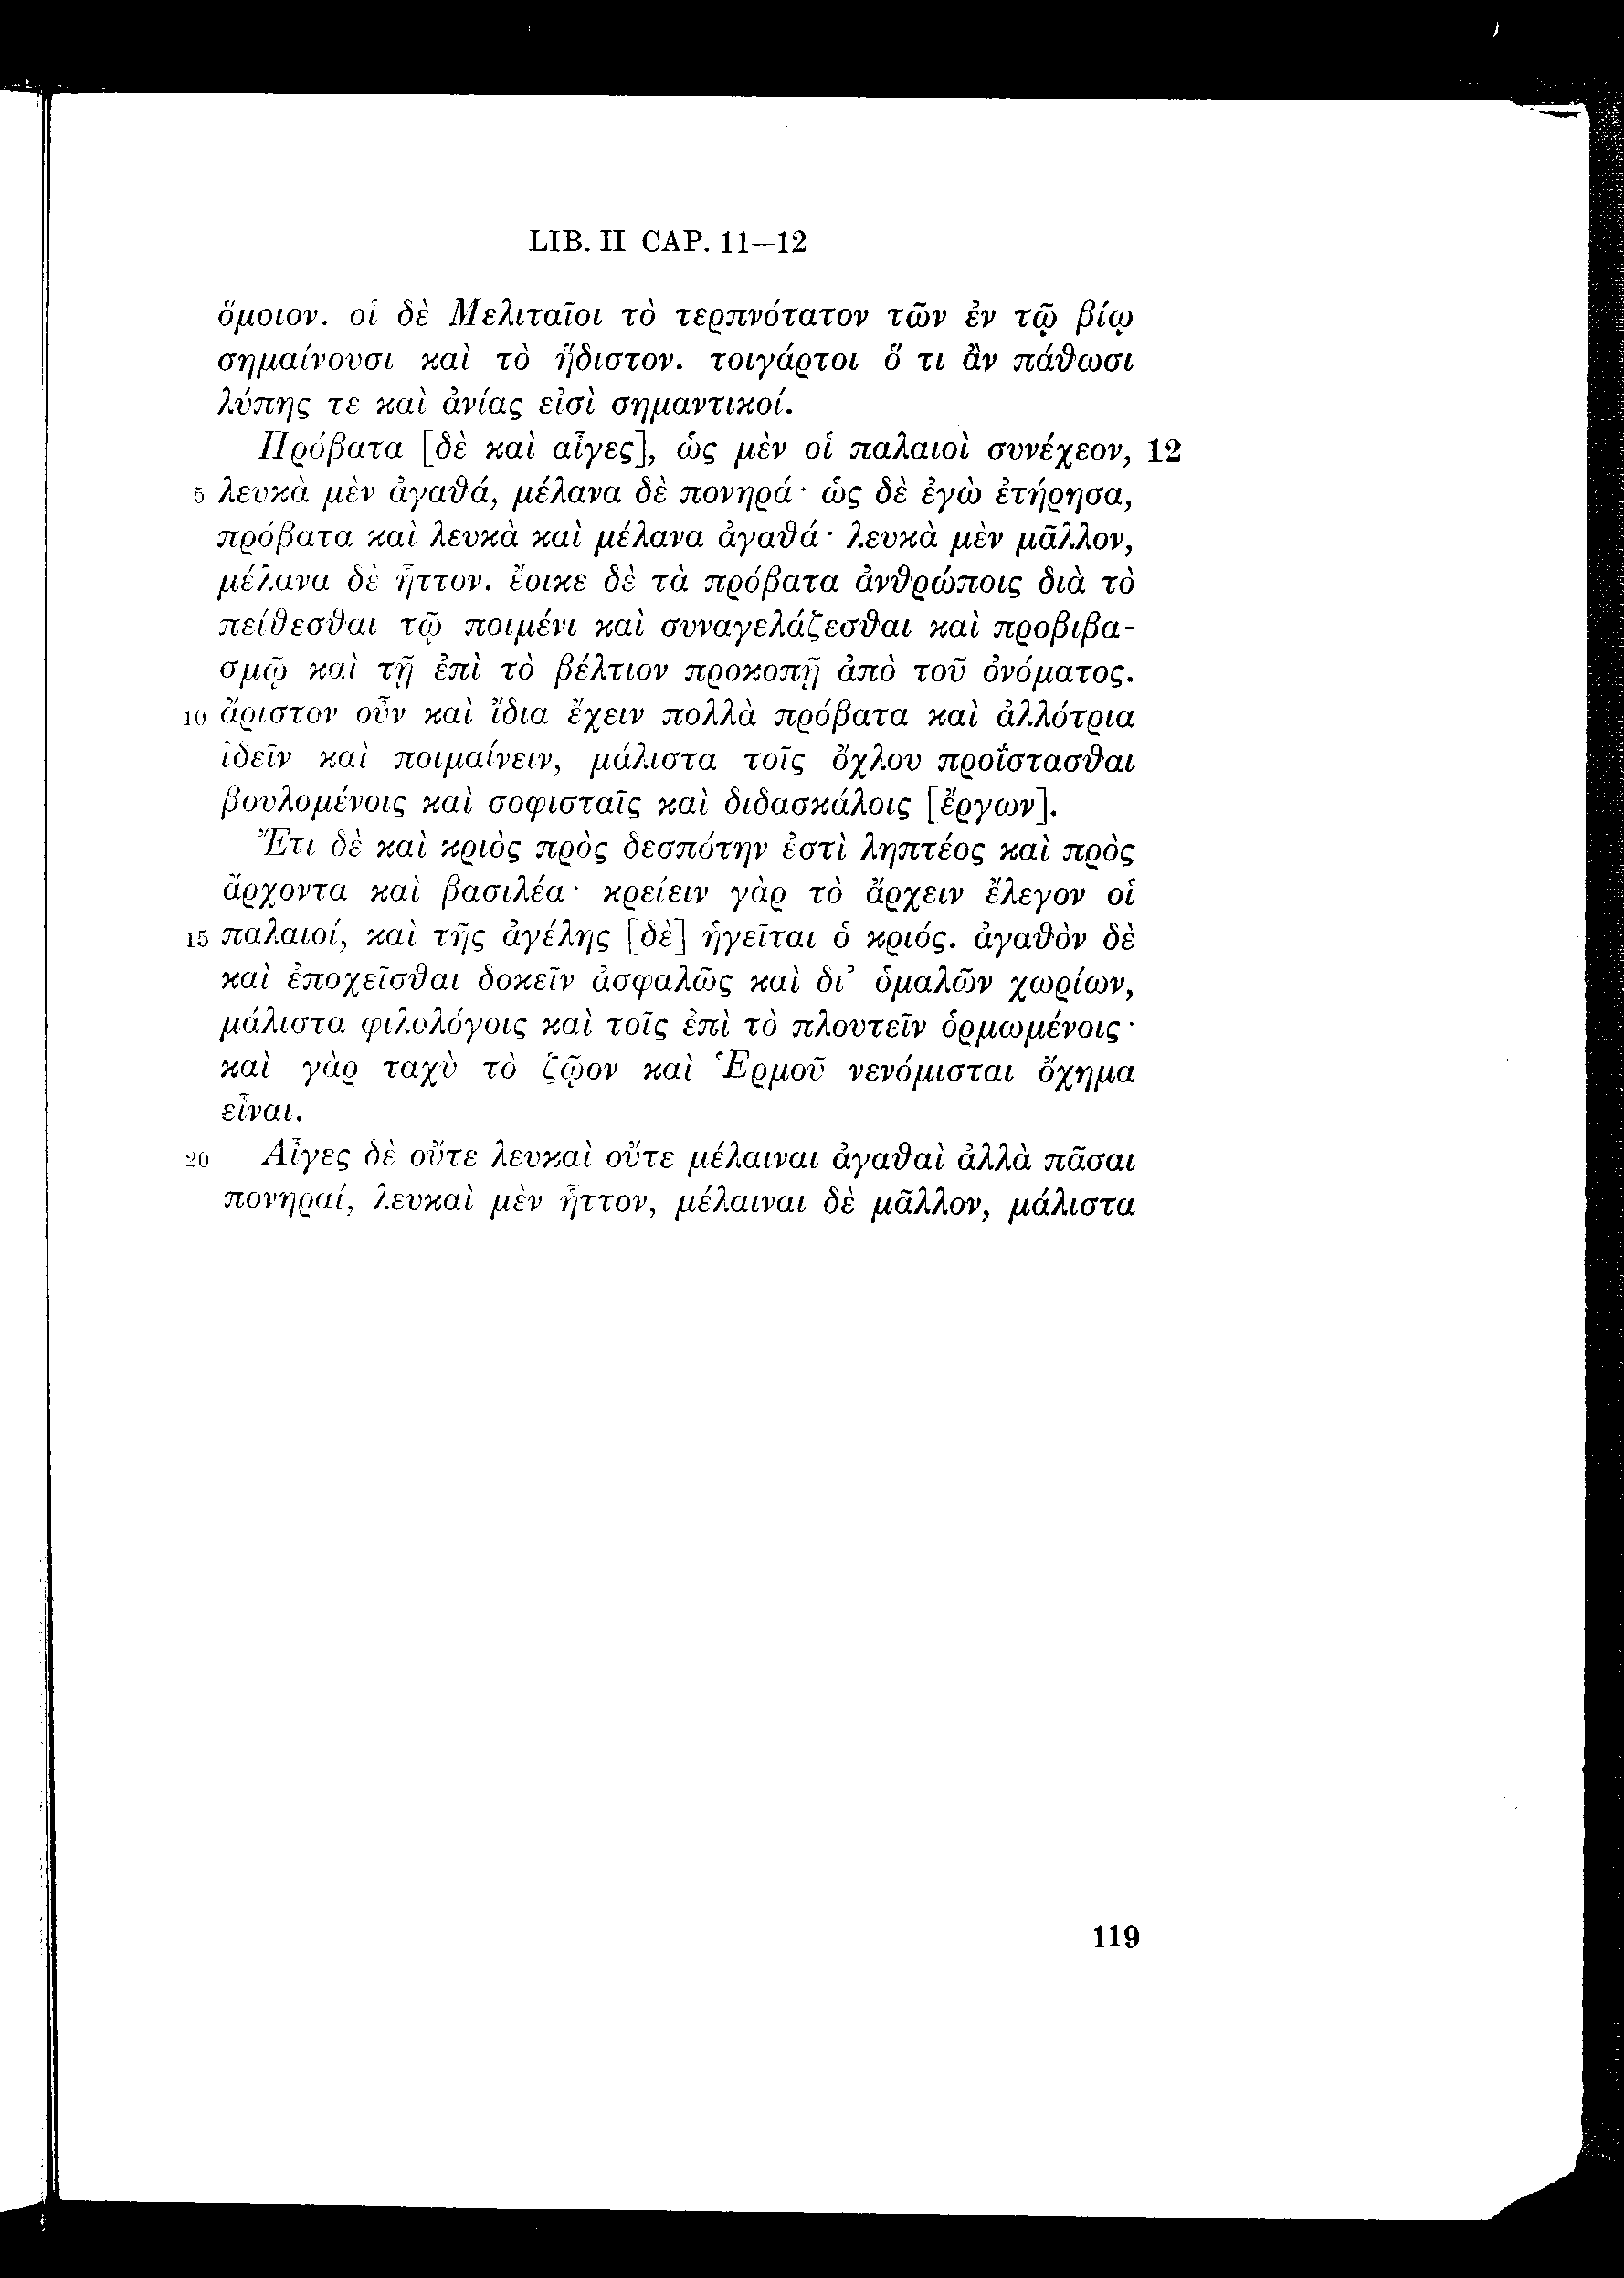 LIB. II CAP. 11—12
ὅμοιον. οἱ δὲ Μελιταῖοι τὸ τερπνότατον τῶν ἐν τῷ βίῳ
σημαίνουσι καὶ τὸ ἥδιστον. τοιγάρτοι ὅ τι ἂν πάθωσι
λύπης τε καὶ ἀνίας εἰσὶ σημαντικοί.
Πρόβατα [δὲ καὶ αἶγες], ὡς μὲν οἱ παλαιοὶ συνέχεον, 12
5 λευκὰ μὲν ἀγαθά, μέλανα δὲ πονηρά· ὡς δὲ ἐγὼ ἐτήρησα,
πρόβατα καὶ λευκὰ καὶ μέλανα ἀγαθά· λευκὰ μὲν μᾶλλον,
μέλανα δὲ ἧττον. ἔοικε δὲ τὰ πρόβατα ἀνθρώποις διὰ τὸ
πείθεσθαι τῷ ποιμένι καὶ συναγελάζεσθαι καὶ προβιβα-
σμῷ καὶ τῇ ἐπὶ τὸ βέλτιον προκοπῇ ἀπὸ τοῦ ὀνόματος.
10 ἄριστον οὖν καὶ ἴδια ἔχειν πολλὰ πρόβατα καὶ ἀλλότρια
ἰδεῖν καὶ ποιμαίνειν, μάλιστα τοῖς ὄχλου προΐστασθαι
βουλομένοις καὶ σοφισταῖς καὶ διδασκάλοις [ἔργων].
Ἔτι δὲ καὶ κριὸς πρὸς δεσπότην ἐστὶ ληπτέος καὶ πρὸς
ἄρχοντα καὶ βασιλέα· κρείειν γὰρ τὸ ἄρχειν ἔλεγον οἱ
15 παλαιοί, καὶ τῆς ἀγέλης [δὲ] ἡγεῖται ὁ κριός. ἀγαθὸν δὲ
καὶ ἐποχεῖσθαι δοκεῖν ἀσφαλῶς καὶ δι’ ὁμαλῶν χωρίων,
μάλιστα φιλολόγοις καὶ τοῖς ἐπὶ τὸ πλουτεῖν ὁρμωμένοις·
καὶ γὰρ ταχὺ τὸ ζῷον καὶ Ἑρμοῦ νενόμισται ὄχημα
εἶναι.
20 Αἶγες δὲ οὔτε λευκαὶ οὔτε μέλαιναι ἀγαθαὶ ἀλλὰ πᾶσαι
πονηραί, λευκαὶ μὲν ἧττον, μέλαιναι δὲ μᾶλλον, μάλιστα
119